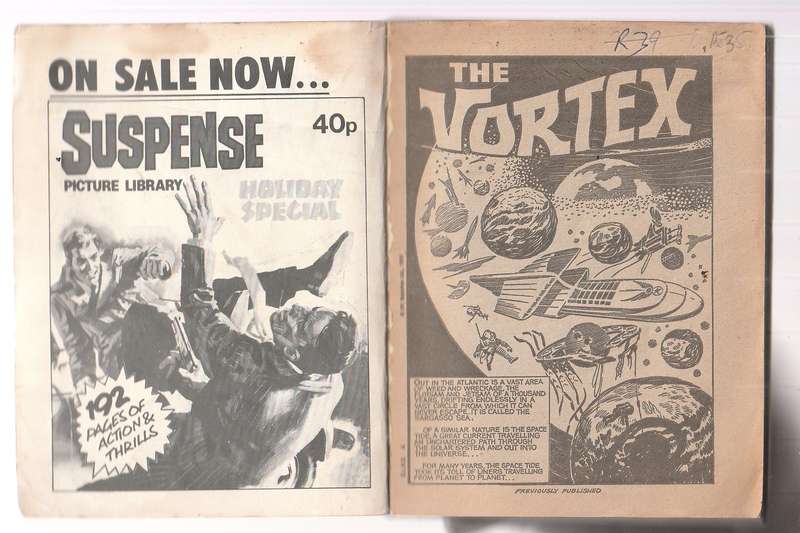 ON SALE NOW...
SUSPENSE
40p
PICTURE LIBRARY
HOLIDAY
SPECIAL
192
PAGES OF
ACTION &
THRILLS
R39
THE
VORTEX
OUT IN THE ATLANTIC IS A VAST AREA
OF WEED AND WRECKAGE, THE
FLOTSAM AND JETSAM OF A THOUSAND
YEARS, DRIFTING ENDLESSLY IN A
HUGE CIRCLE FROM WHICH IT CAN
NEVER ESCAPE. IT IS CALLED THE
SARGASSO SEA.
OF A SIMILAR NATURE IS THE SPACE
TIDE, A GREAT CURRENT TRAVELLING
AN UNCHARTED PATH THROUGH
THE SOLAR SYSTEM AND OUT INTO
THE UNIVERSE...
FOR MANY YEARS, THE SPACE TIDE
TOOK ITS TOLL OF LINERS TRAVELLING
FROM PLANET TO PLANET...
PREVIOUSLY PUBLISHED